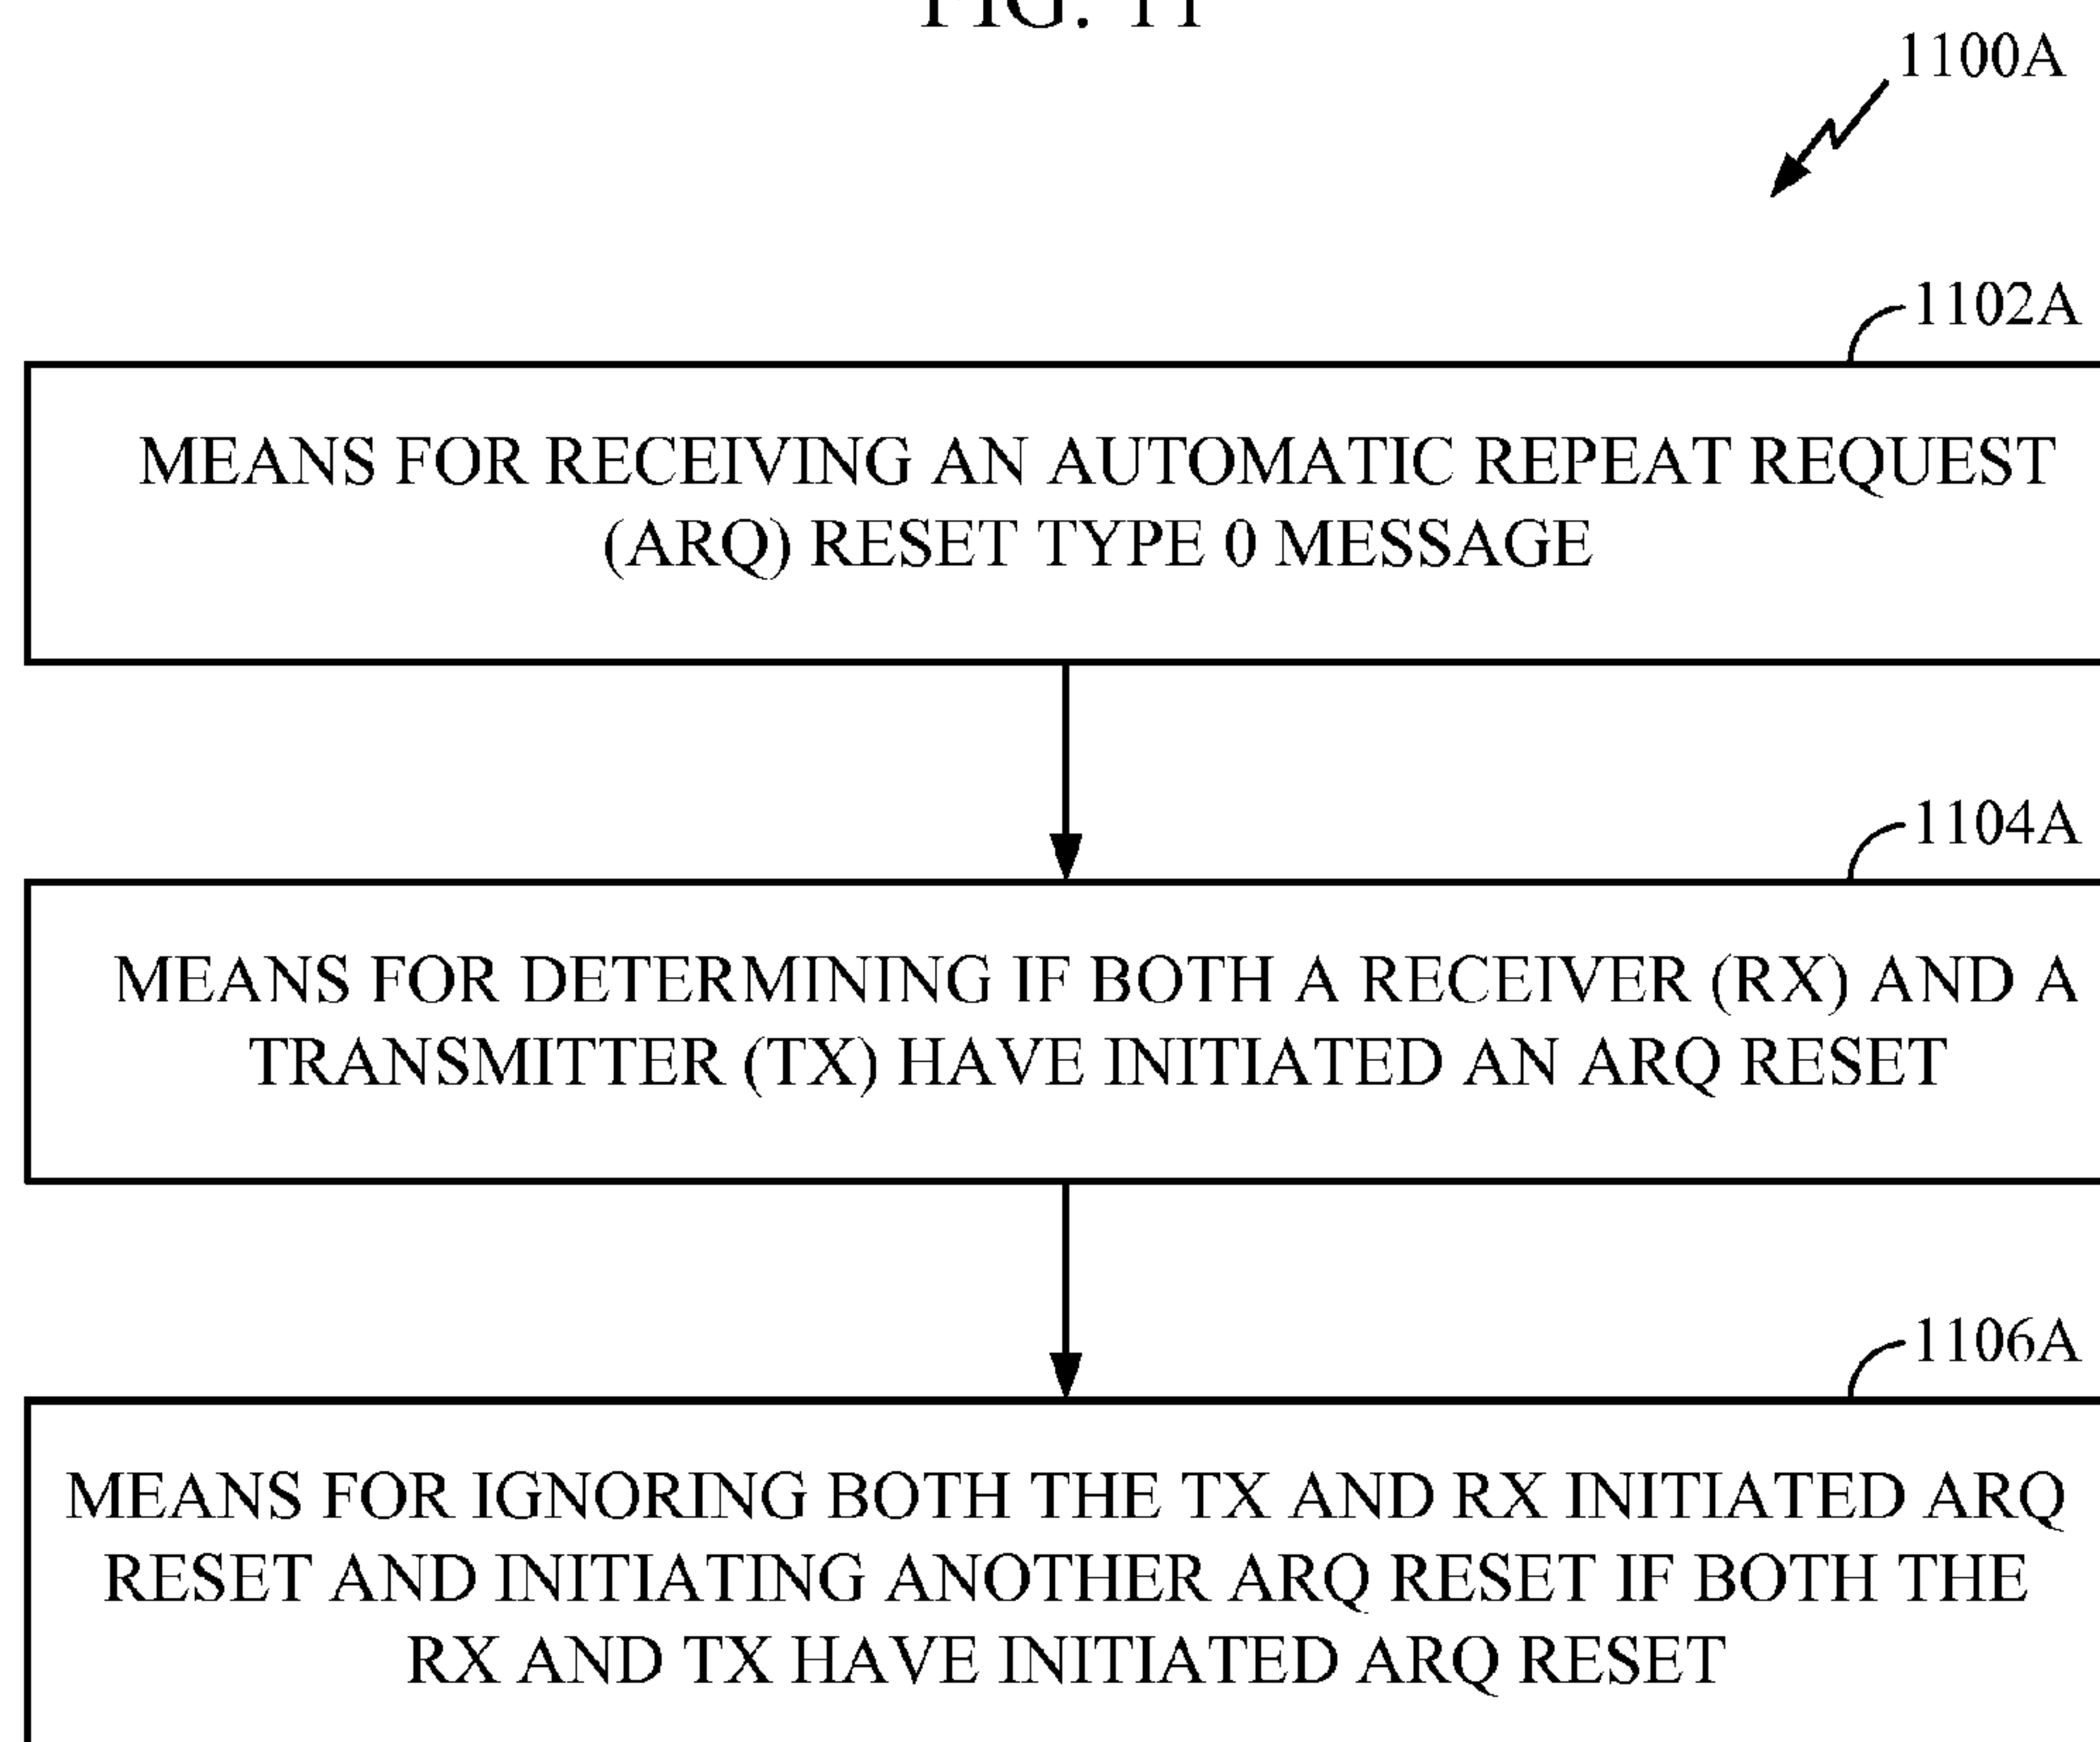 FIG. 11
1100A
1102A
MEANS FOR RECEIVING AN AUTOMATIC REPEAT REQUEST
(ARQ) RESET TYPE 0 MESSAGE
1104A
MEANS FOR DETERMINING IF BOTH A RECEIVER (RX) AND A
TRANSMITTER (TX) HAVE INITIATED AN ARQ RESET
1106A
MEANS FOR IGNORING BOTH THE TX AND RX INITIATED ARQ
RESET AND INITIATING ANOTHER ARQ RESET IF BOTH THE
RX AND TX HAVE INITIATED ARQ RESET